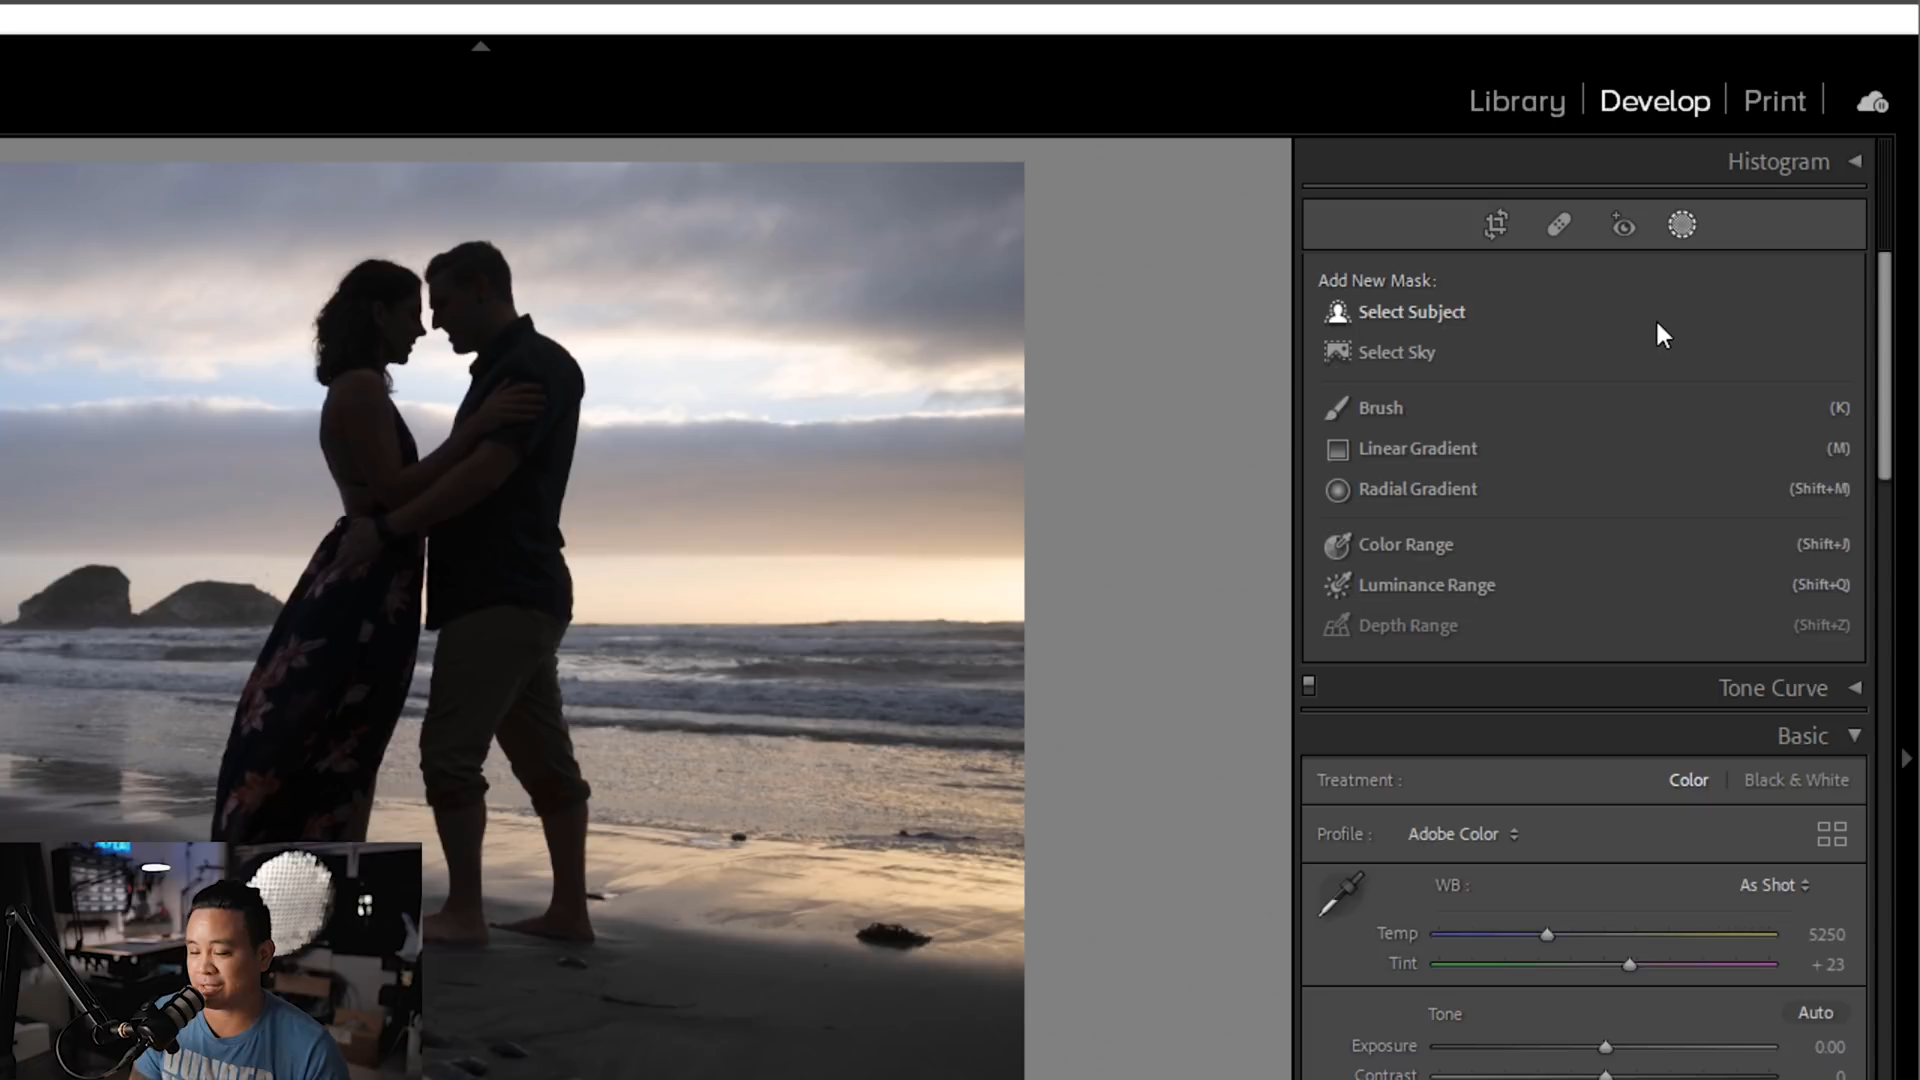 Library | Develop | Print |
Histogram
Add New Mask:
Select Subject
Select Sky
Brush (K)
Linear Gradient (M)
Radial Gradient (Shift+M)
Color Range (Shift+J)
Luminance Range (Shift+Q)
Depth Range (Shift+Z)
Tone Curve
Basic
Treatment : Color | Black & White
Profile : Adobe Color
WB : As Shot
Temp 5250
Tint + 23
Tone Auto
Exposure 0.00
Contrast 0